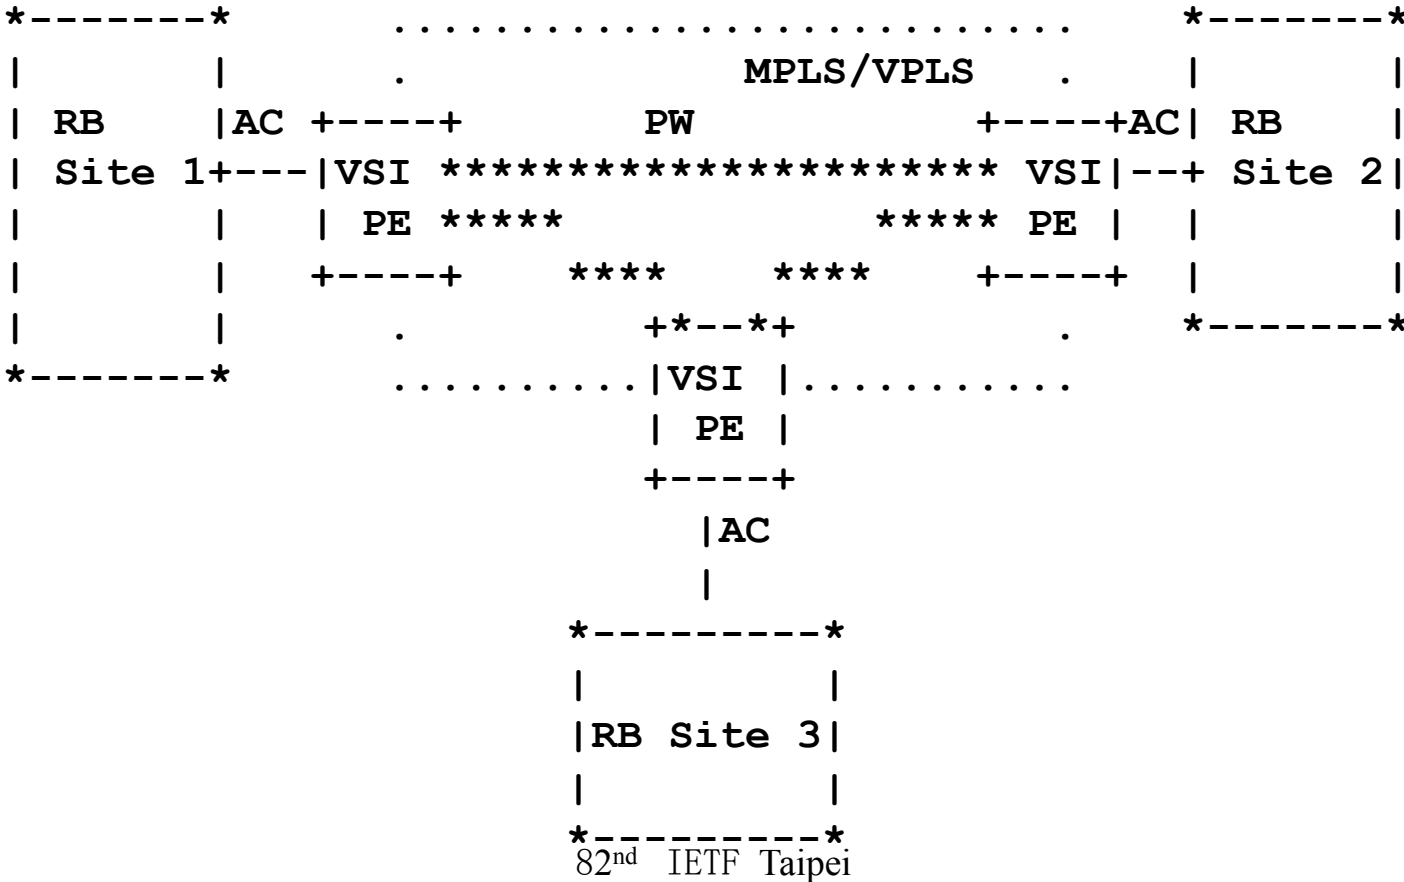 *-------*          ...........................         *-------*
|       |          .             MPLS/VPLS   .         |       |
| RB    |AC +----+       PW           +----+AC| RB    |
| Site 1+---|VSI ********************** VSI|--+ Site 2|
|       |   | PE *****            ***** PE |  |       |
|       |   +----+    ****    ****    +----+  |       |
|       |      .         +*--*+          .    *-------*
*-------*      ..........|VSI |...........
                         | PE |
                         +----+
                           |AC
                           |
                      *---------*
                      |         |
                      |RB Site 3|
                      |         |
                      *---------*
82nd IETF Taipei